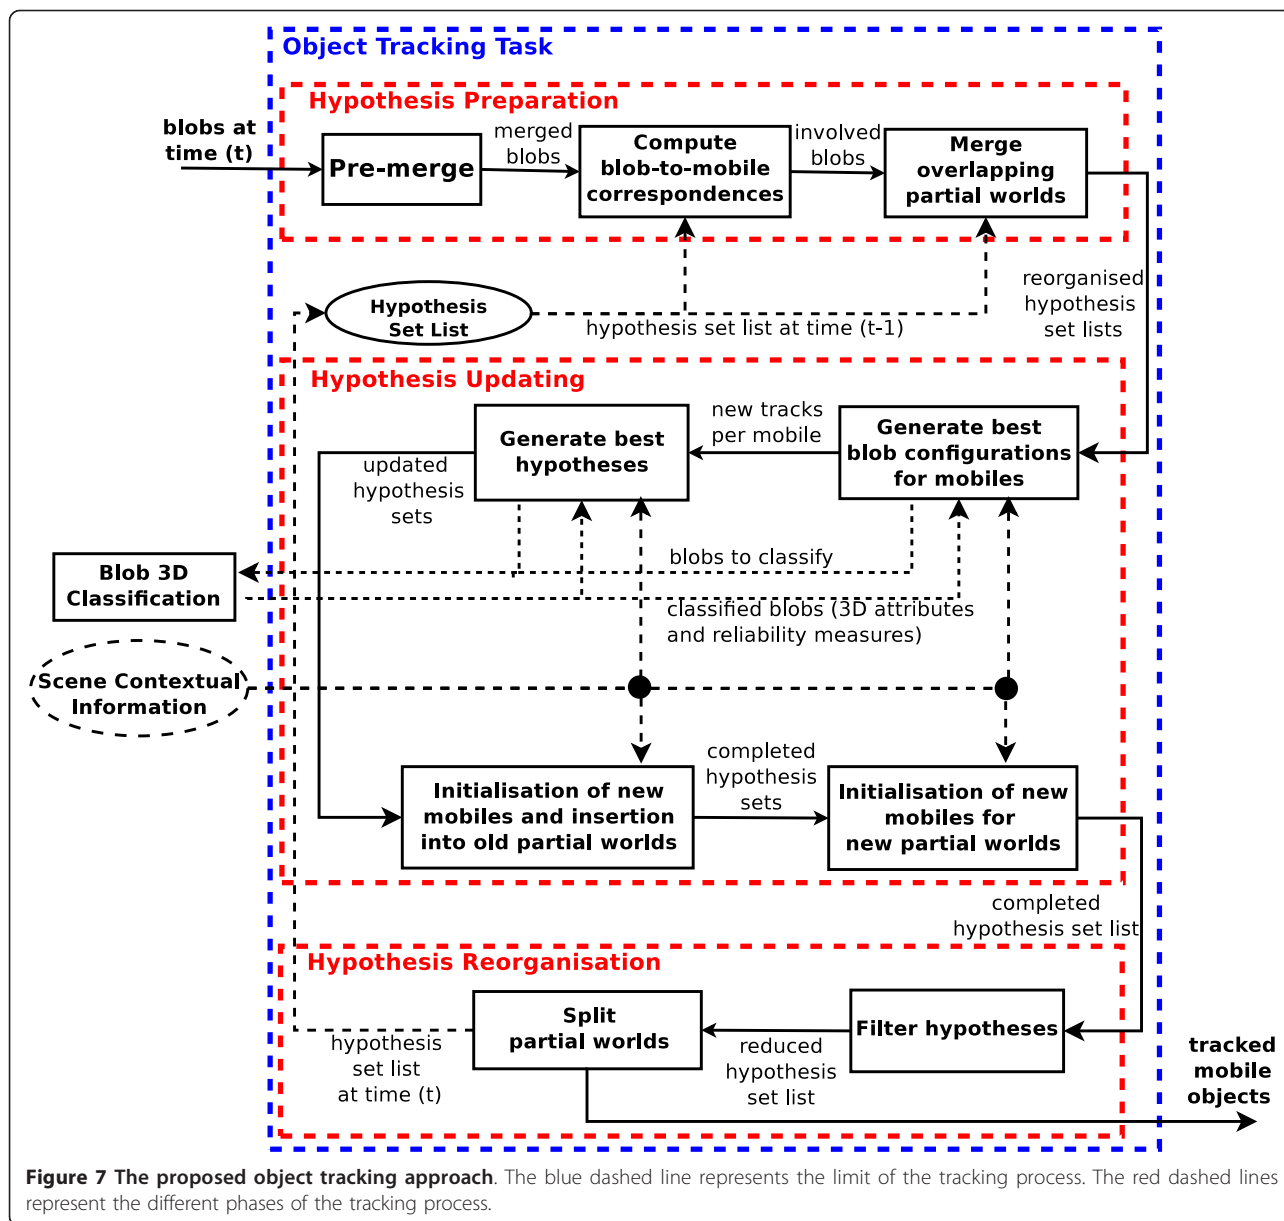 Object Tracking Task
Hypothesis Preparation
blobs at
time (t)
Pre-merge
merged
blobs
Compute
blob-to-mobile
correspondences
involved
blobs
Merge
overlapping
partial worlds
reorganised
hypothesis
set lists
Hypothesis
Set List
hypothesis set list at time (t-1)
Hypothesis Updating
Generate best
hypotheses
new tracks
per mobile
Generate best
blob configurations
for mobiles
updated
hypothesis
sets
blobs to classify
Blob 3D
Classification
classified blobs (3D attributes
and reliability measures)
Scene Contextual
Information
Initialisation of new
mobiles and insertion
into old partial worlds
completed
hypothesis
sets
Initialisation of new
mobiles for
new partial worlds
completed
hypothesis set list
Hypothesis Reorganisation
Split
partial worlds
Filter hypotheses
hypothesis
set list
at time (t)
reduced
hypothesis
set list
tracked
mobile
objects
Figure 7 The proposed object tracking approach. The blue dashed line represents the limit of the tracking process. The red dashed lines
represent the different phases of the tracking process.